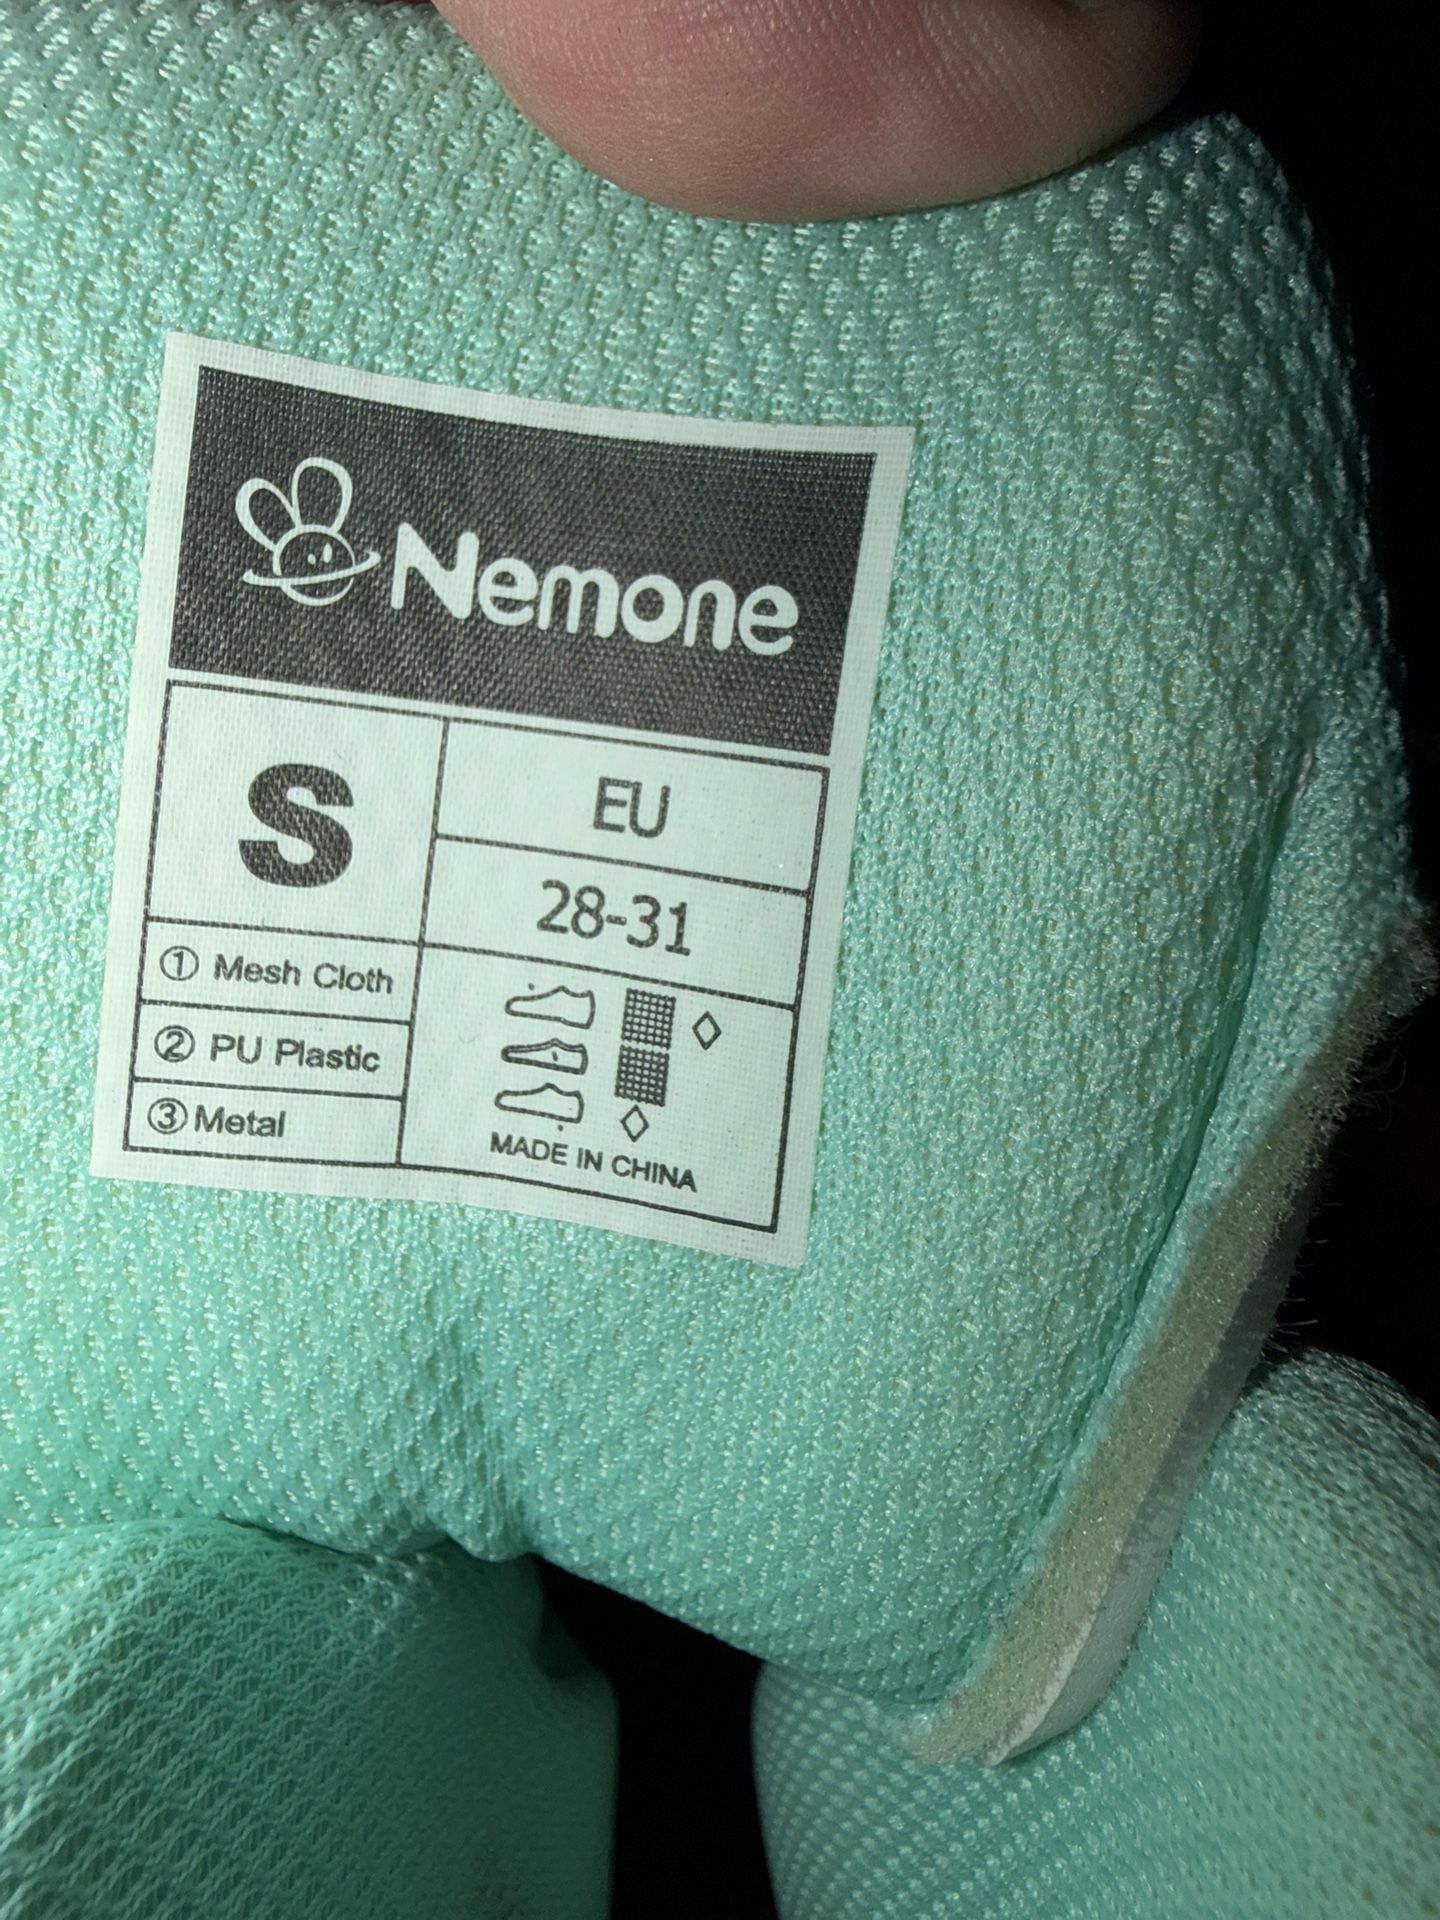 Nemone
S
EU
28-31
① Mesh Cloth
② PU Plastic
③ Metal
MADE IN CHINA